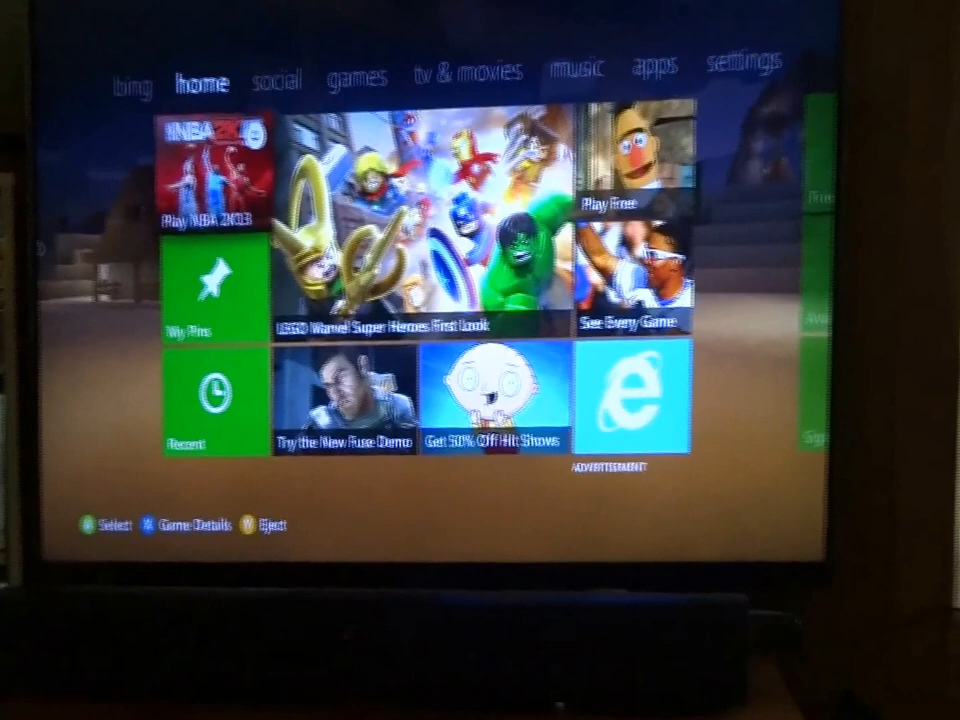 bing home social games tv & movies music apps settings
NBA 2K13
Play NBA 2K13
Play Free
My Pins
LEGO Marvel Super Heroes First Look
See Every Game
Recent
Try the New Fuse Demo
Get 50% Off Hit Shows
ADVERTISEMENT
A Select X Game Details Y Eject